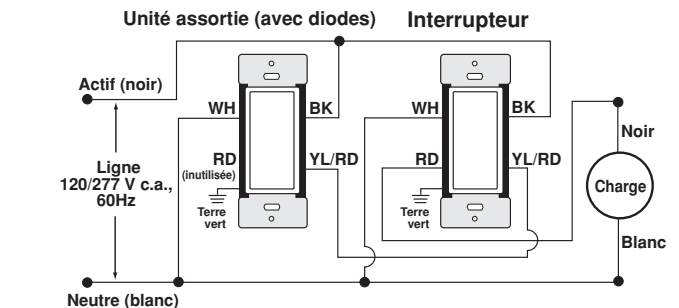 Unité assortie (avec diodes)
Interrupteur
Actif (noir)
WH
BK
WH
BK
Noir
Ligne
120/277 V c.a.,
60Hz
RD
(inutilisée)
YL/RD
RD
YL/RD
Charge
Terre
vert
Terre
vert
Blanc
Neutre (blanc)